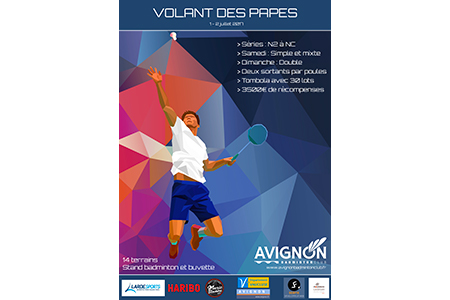 VOLANT DES PAPES
1 - 2 juillet 2017
> Séries : N2 à NC
> Samedi : Simple et mixte
> Dimanche : Double
> Deux sortants par poules
> Tombola avec 30 lots
> 3500€ de récompenses
AVIGNON
BADMINTON CLUB
www.avignonbadminton.fr
14 terrains
Stand badminton et buvette
LARDESPORTS
HARIBO